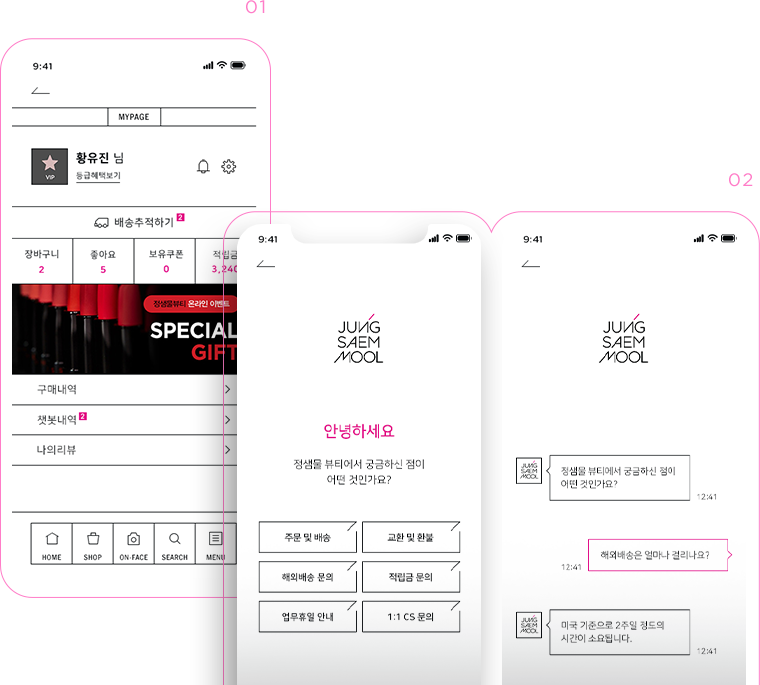 01
9:41
MYPAGE
황유진 님
VIP
등급혜택보기
배송추적하기 2
장바구니
2
좋아요
5
보유쿠폰
0
적립금
3,240
정샘물뷰티 온라인 이벤트
SPECIAL
GIFT
구매내역
챗봇내역 2
나의리뷰
HOME
SHOP
ON-FACE
SEARCH
MENU
9:41
JUNG
SAEM
MOOL
안녕하세요
정샘물 뷰티에서 궁금하신 점이
어떤 것인가요?
주문 및 배송
교환 및 환불
해외배송 문의
적립금 문의
업무휴일 안내
1:1 CS 문의
02
9:41
JUNG
SAEM
MOOL
JUNG
SAEM
MOOL
정샘물 뷰티에서 궁금하신 점이
어떤 것인가요?
12:41
해외배송은 얼마나 걸리나요?
12:41
JUNG
SAEM
MOOL
미국 기준으로 2주일 정도의
시간이 소요됩니다.
12:41